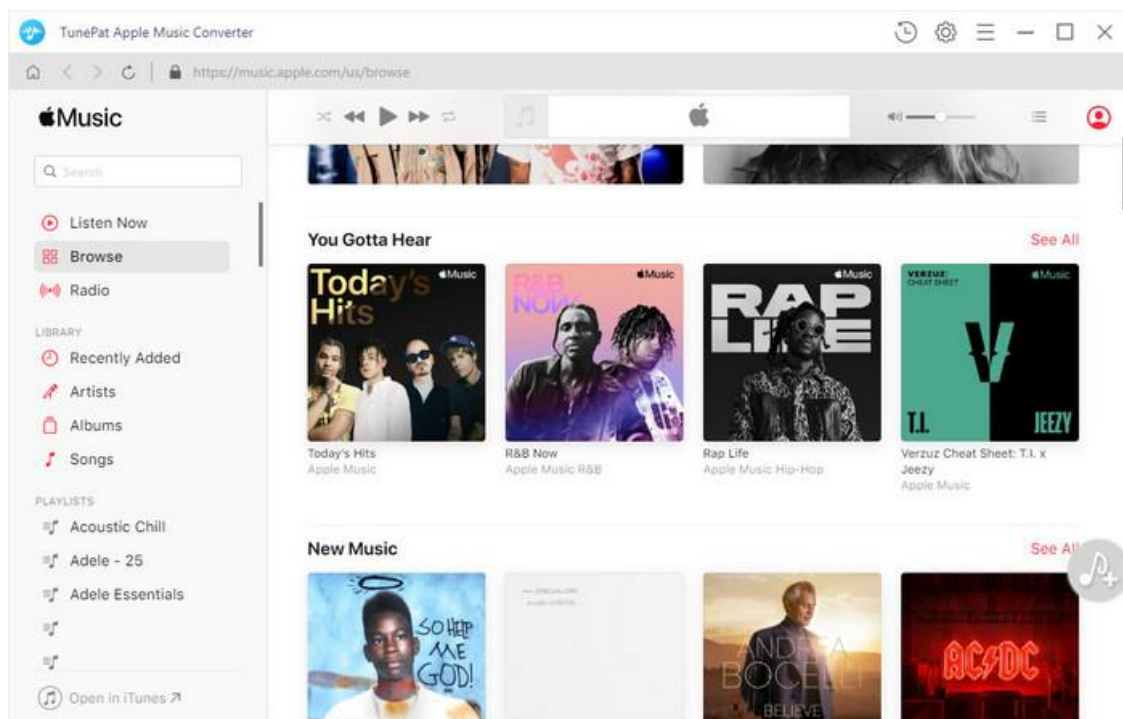 TunePat Apple Music Converter
https://music.apple.com/us/browse
Music
Search
Listen Now
Browse
Radio
LIBRARY
Recently Added
Artists
Albums
Songs
PLAYLISTS
Acoustic Chill
Adele - 25
Adele Essentials
Open in iTunes
You Gotta Hear
See All
Today's
Hits
Music
R&B
NOW
Music
RAP
LIFE
VERZUZ:
CHEAT SHEET
Music
T.I.
JEEZY
Today's Hits
Apple Music
R&B Now
Apple Music R&B
Rap Life
Apple Music Hip-Hop
Verzuz Cheat Sheet: T.I. x
Jeezy
Apple Music
New Music
See All
SO HELP
ME
GOD!
ANDREA
BOCELLI
BELIEVE
AC/DC